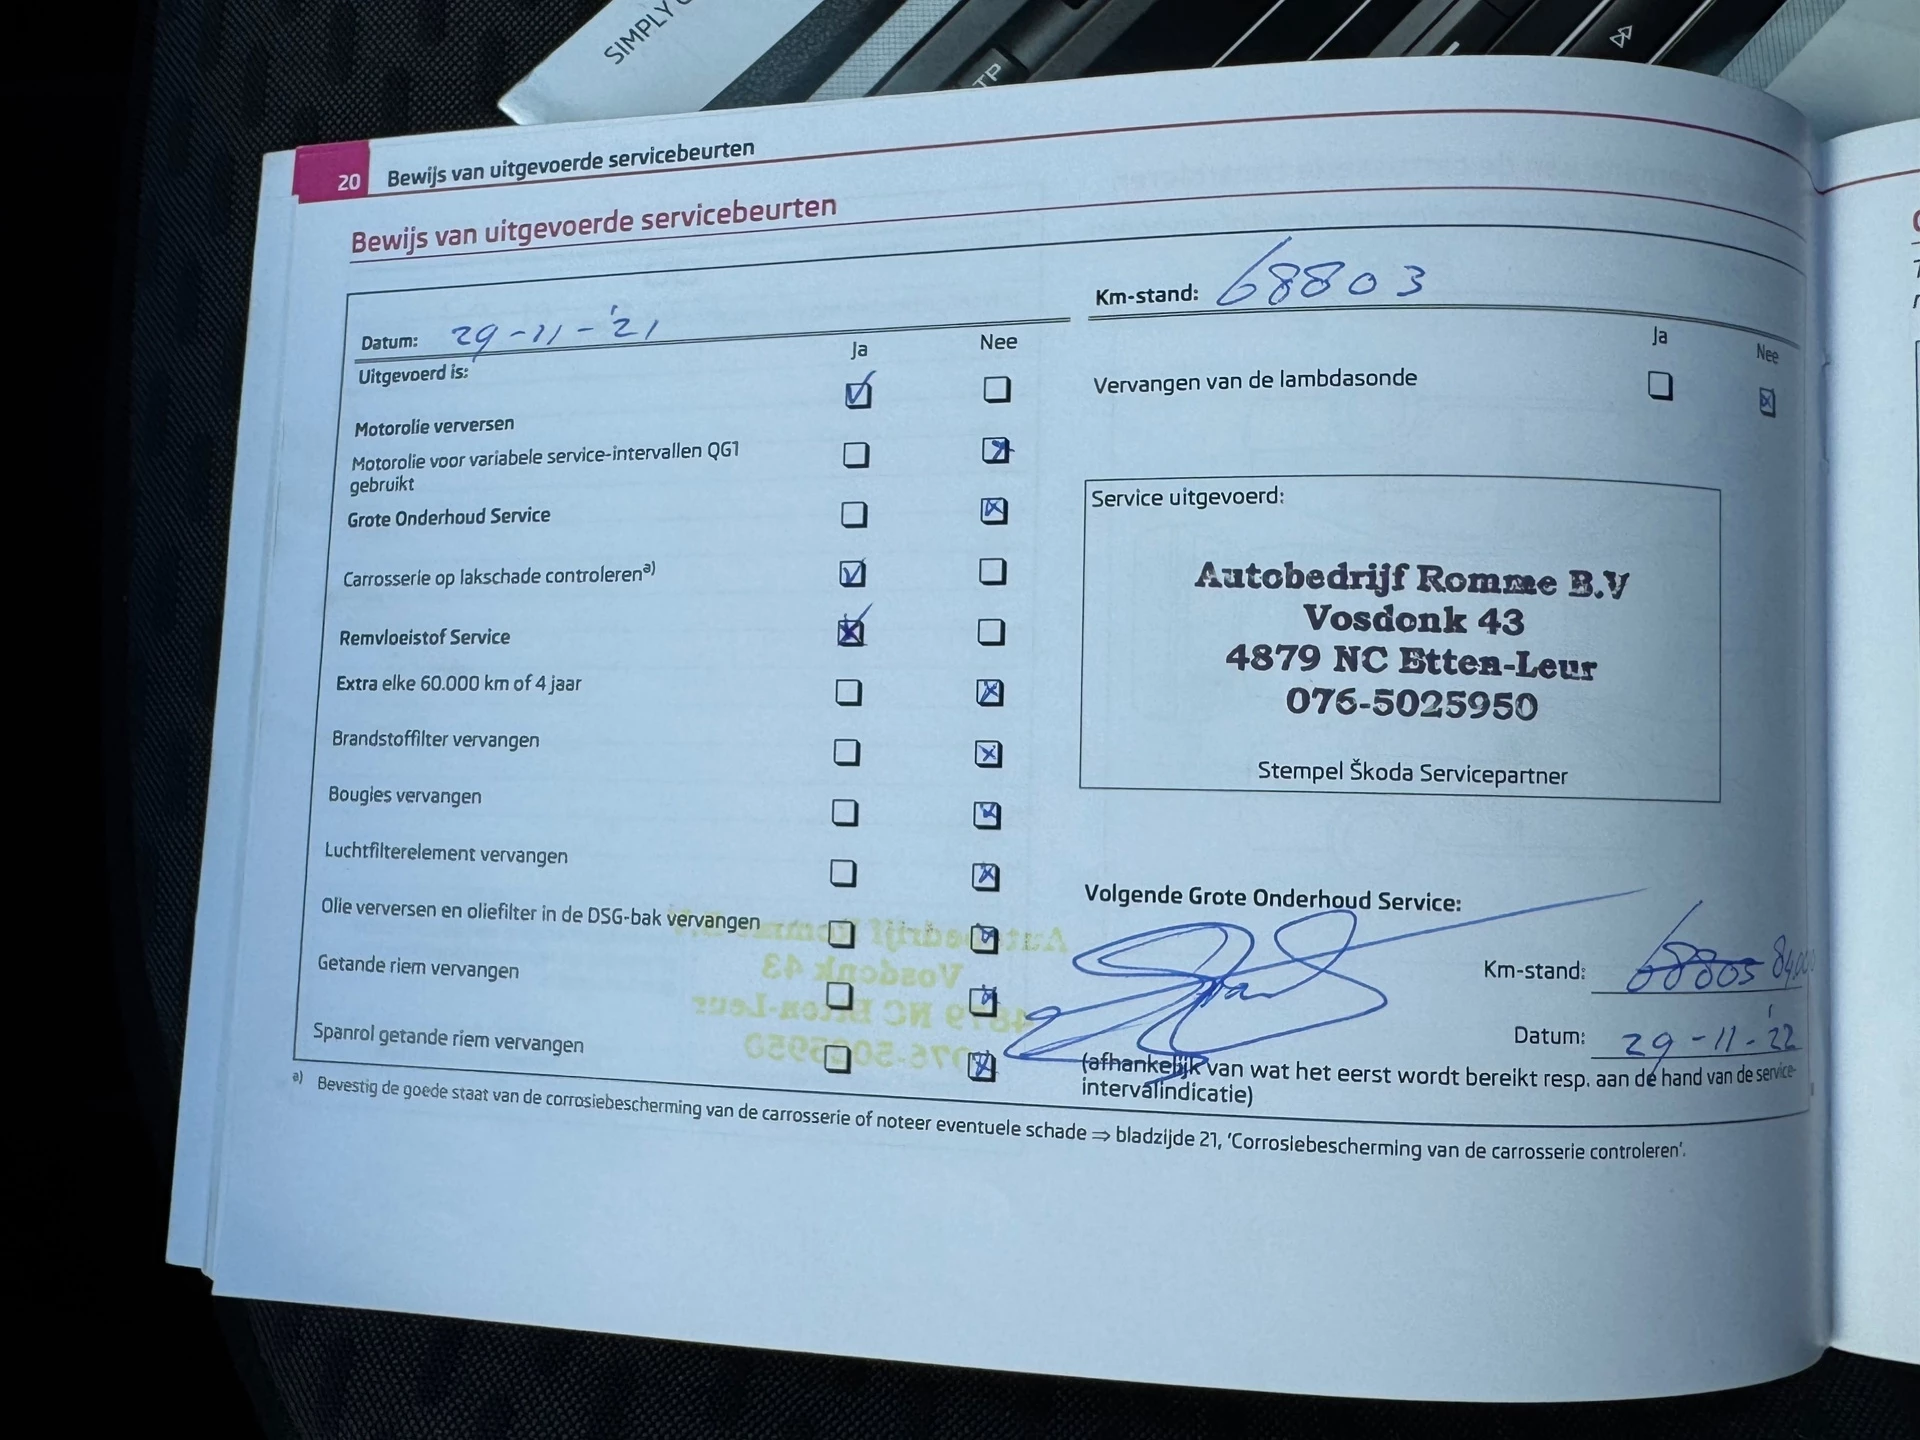 SIMPLY
TP
20 Bewijs van uitgevoerde servicebeurten
Bewijs van uitgevoerde servicebeurten
Datum: 29-11-'21
Uitgevoerd is:
Ja Nee
Motorolie verversen
Motorolie voor variabele service-intervallen QG1
gebruikt
Grote Onderhoud Service
Carrosserie op lakschade controleren a)
Remvloeistof Service
Extra elke 60.000 km of 4 jaar
Brandstoffilter vervangen
Bougies vervangen
Luchtfilterelement vervangen
Olie verversen en oliefilter in de DSG-bak vervangen
Getande riem vervangen
Spanrol getande riem vervangen
Km-stand: 68803
Ja Nee
Vervangen van de lambdasonde
Service uitgevoerd:
Autobedrijf Romme B.V
Vosdonk 43
4879 NC Etten-Leur
076-5025950
Stempel Škoda Servicepartner
Volgende Grote Onderhoud Service:
Km-stand: 68803 84.000
Datum: 29-11-'22
(afhankelijk van wat het eerst wordt bereikt resp. aan de hand van de service-
intervalindicatie)
a) Bevestig de goede staat van de corrosiebescherming van de carrosserie of noteer eventuele schade ⇒ bladzijde 21, 'Corrosiebescherming van de carrosserie controleren'.